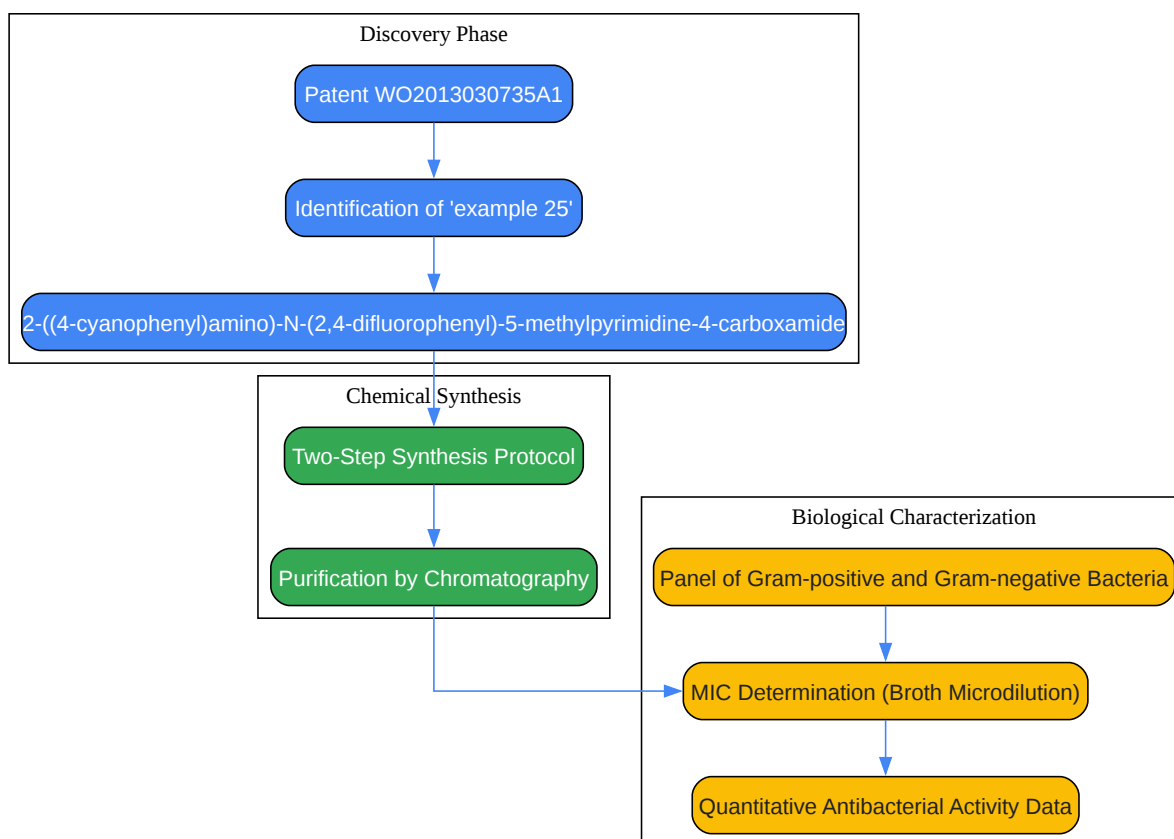 Discovery Phase
Patent WO2013030735A1
Identification of 'example 25'
2-((4-cyanophenyl)amino)-N-(2,4-difluorophenyl)-5-methylpyrimidine-4-carboxamide
Chemical Synthesis
Two-Step Synthesis Protocol
Purification by Chromatography
Biological Characterization
Panel of Gram-positive and Gram-negative Bacteria
MIC Determination (Broth Microdilution)
Quantitative Antibacterial Activity Data